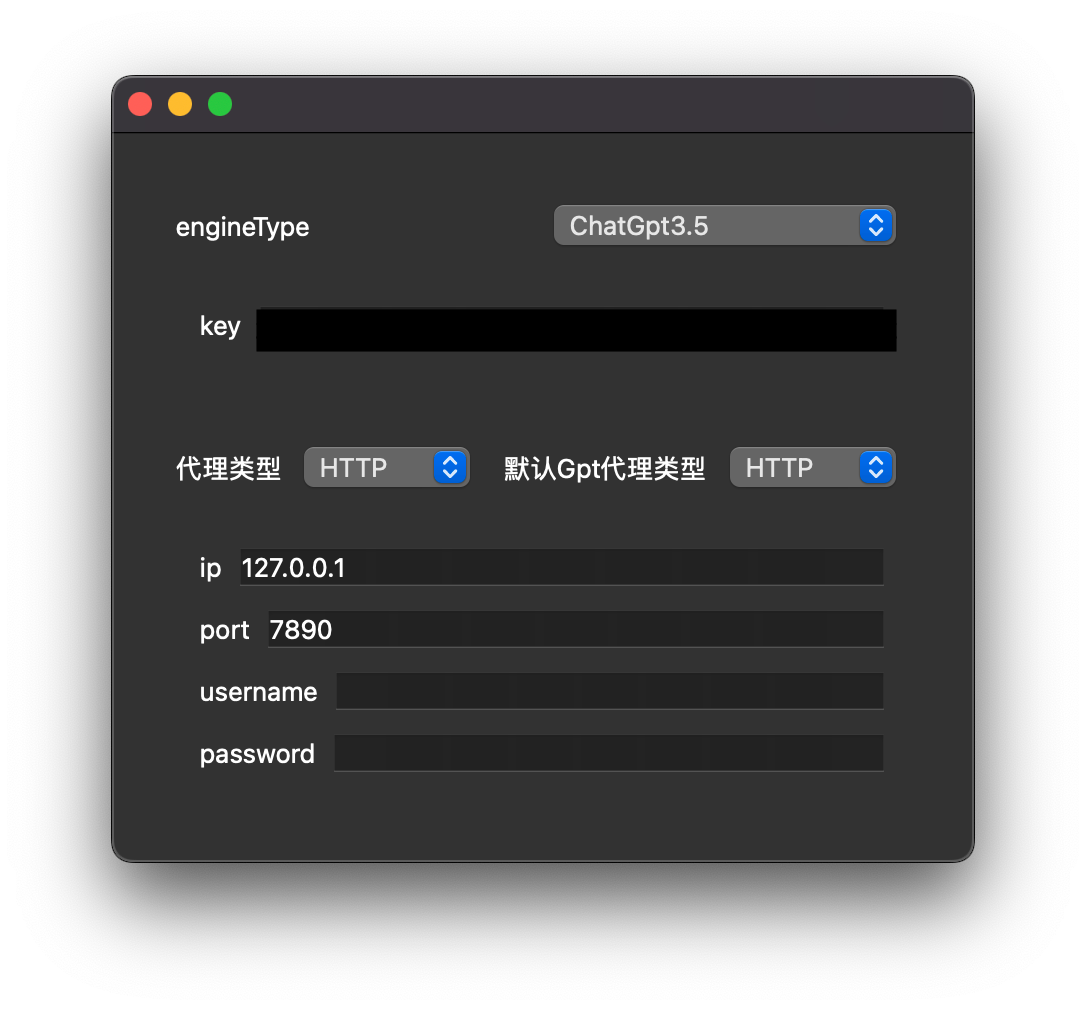 engineType ChatGpt3.5
key
代理类型 HTTP 默认Gpt代理类型 HTTP
ip 127.0.0.1
port 7890
username
password